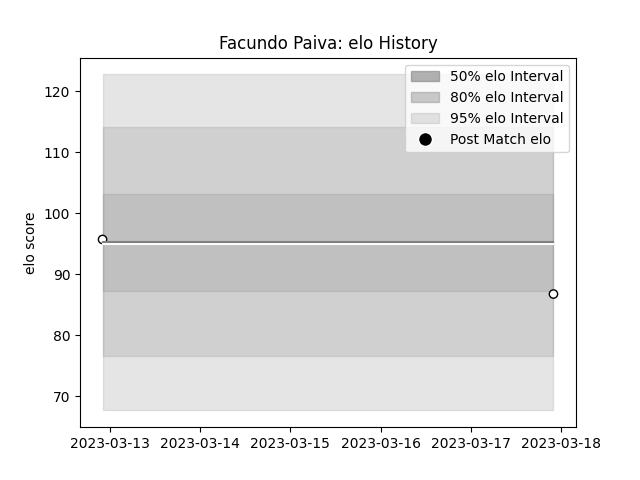 Facundo Paiva: elo History
50% elo Interval
80% elo Interval
95% elo Interval
Post Match elo
elo score
120
110
100
90
80
70
2023-03-13 2023-03-14 2023-03-15 2023-03-16 2023-03-17 2023-03-18